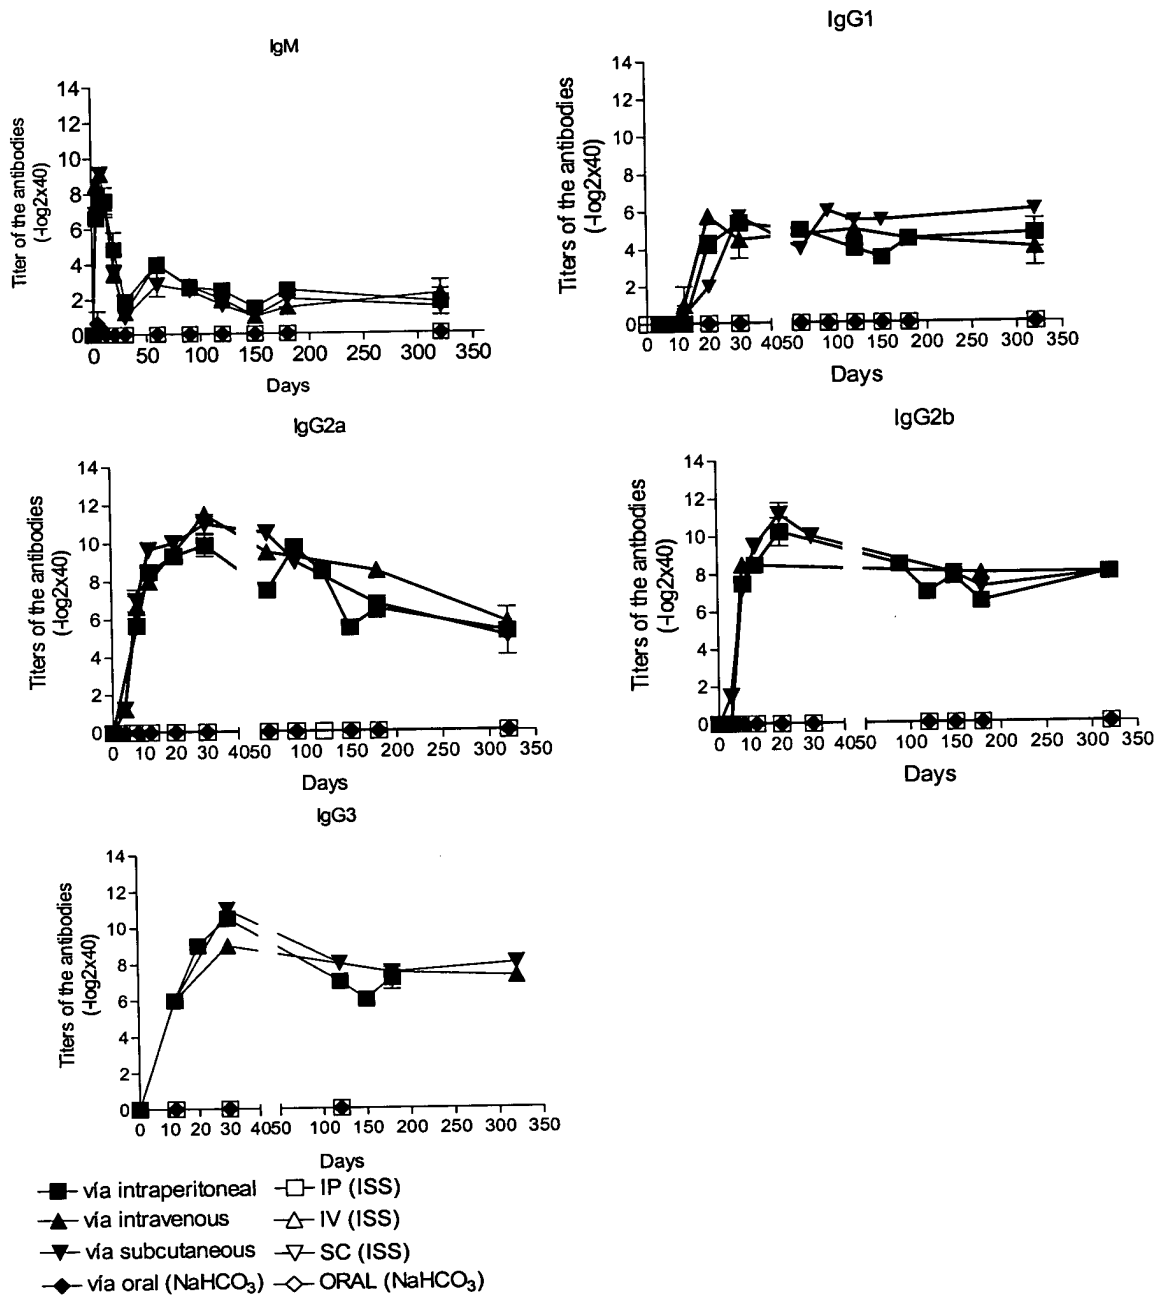 IgM
Titer of the antibodies
(-log2x40)
14
12
10
8
6
4
2
0
0 50 100 150 200 250 300 350
Days
IgG1
Titers of the antibodies
(-log2x40)
14
12
10
8
6
4
2
0
0 10 20 30 4050 100 150 200 250 300 350
Days
IgG2a
Titers of the antibodies
(-log2x40)
14
12
10
8
6
4
2
0
0 10 20 30 4050 100 150 200 250 300 350
Days
IgG2b
Titers of the antibodies
(-log2x40)
14
12
10
8
6
4
2
0
0 10 20 30 4050 100 150 200 250 300 350
Days
IgG3
Titers of the antibodies
(-log2x40)
14
12
10
8
6
4
2
0
0 10 20 30 4050 100 150 200 250 300 350
Days
vía intraperitoneal IP (ISS)
vía intravenous IV (ISS)
vía subcutaneous SC (ISS)
vía oral (NaHCO3) ORAL (NaHCO3)